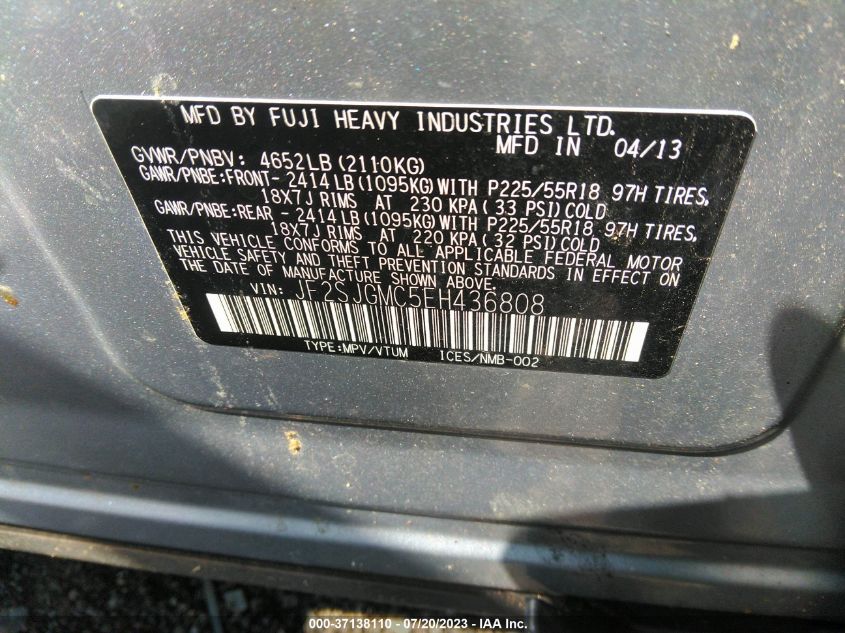 MFD BY FUJI HEAVY INDUSTRIES LTD.
MFD IN 04/13
GVWR/PNBV: 4652LB(2110KG)
GAWR/PNBE:FRONT-2414LB(1095KG)WITH P225/55R18 97H TIRES,
18X7J RIMS AT 230 KPA(33 PSI)COLD
GAWR/PNBE:REAR -2414LB(1095KG)WITH P225/55R18 97H TIRES,
18X7J RIMS AT 220 KPA(32 PSI)COLD
THIS VEHICLE CONFORMS TO ALL APPLICABLE FEDERAL MOTOR
VEHICLE SAFETY AND THEFT PREVENTION STANDARDS IN EFFECT ON
THE DATE OF MANUFACTURE SHOWN ABOVE.
VIN: JF2SJGMC5EH436808
TYPE:MPV/VTUM ICES/NMB-002
000-37138110 - 07/20/2023 - IAA Inc.